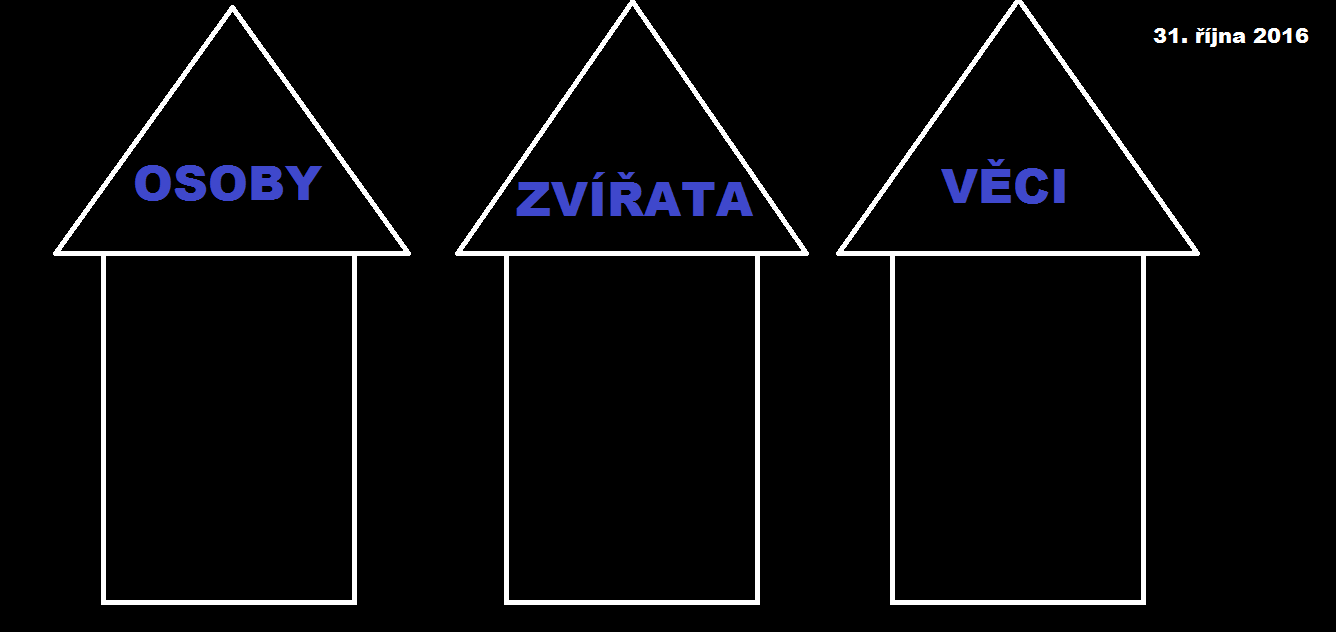 31. října 2016
OSOBY
ZVÍŘATA
VĚCI